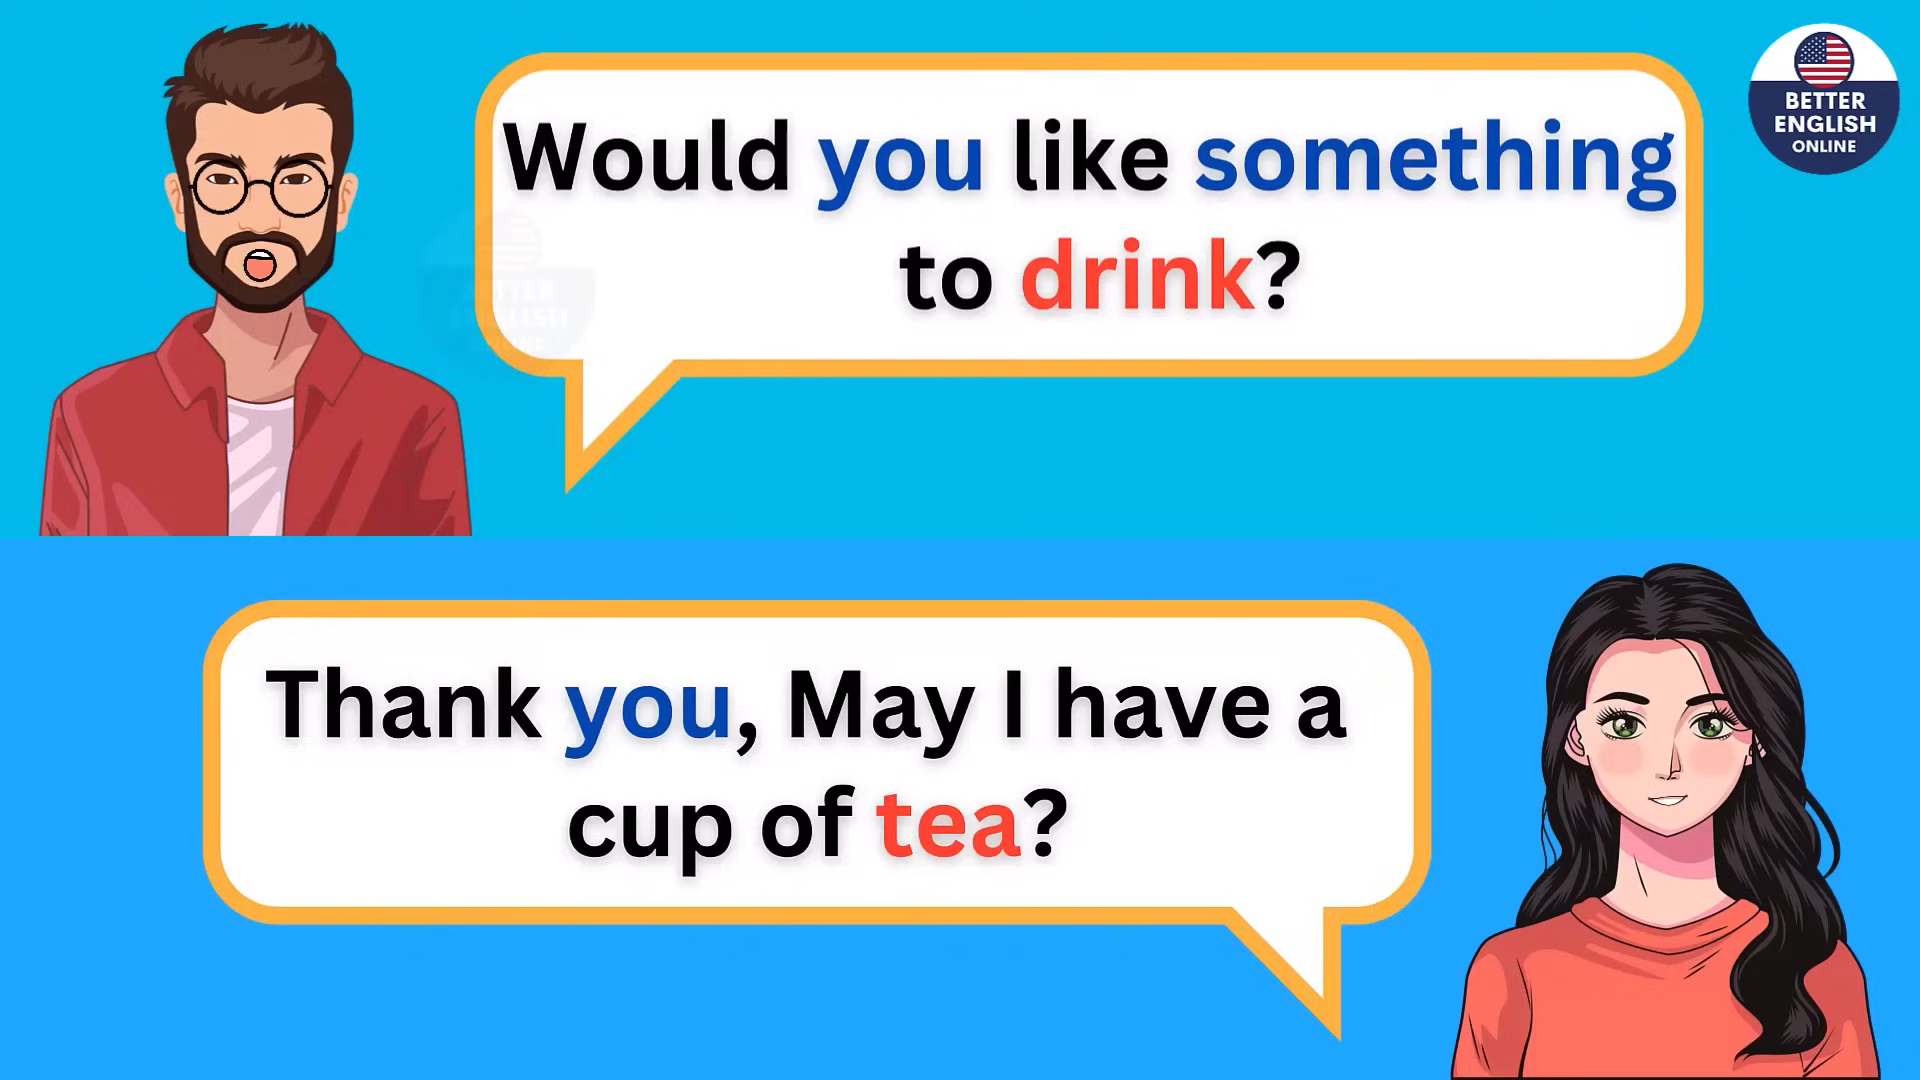 Would you like something
to drink?
BETTER
ENGLISH
ONLINE
Thank you, May I have a
cup of tea?